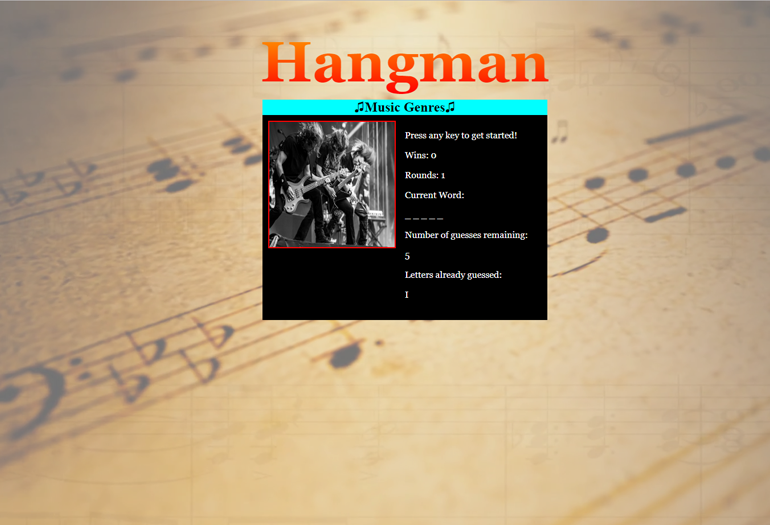 Hangman
♫Music Genres♫
Press any key to get started!
Wins: 0
Rounds: 1
Current Word:
_ _ _ _ _
Number of guesses remaining:
5
Letters already guessed:
I